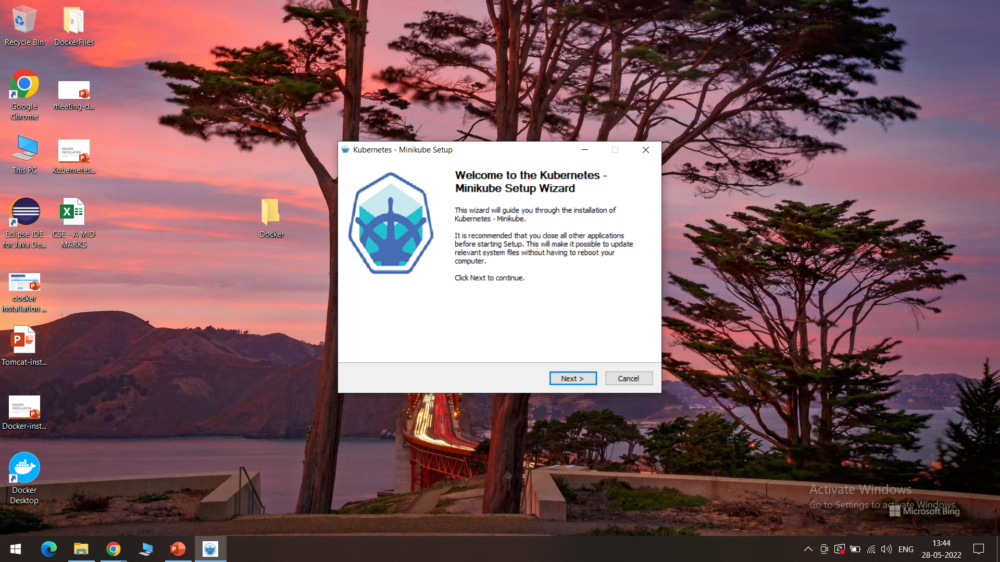 Recycle Bin
DockerFiles
Google
Chrome
meeting-d...
This PC
DOCKER
INSTALLATION
Kubernetes...
Eclipse IDE
for Java De...
CSE - A MID
MARKS
Docker
docker
installation ...
Tomcat-inst...
DOCKER
INSTALLATION
Docker-inst...
Docker
Desktop
Kubernetes - Minikube Setup
Welcome to the Kubernetes -
Minikube Setup Wizard
This wizard will guide you through the installation of
Kubernetes - Minikube.
It is recommended that you close all other applications
before starting Setup. This will make it possible to update
relevant system files without having to reboot your
computer.
Click Next to continue.
Next >
Cancel
Activate Windows
Go to Settings to activate Windows.
Microsoft Bing
ENG
13:44
28-05-2022